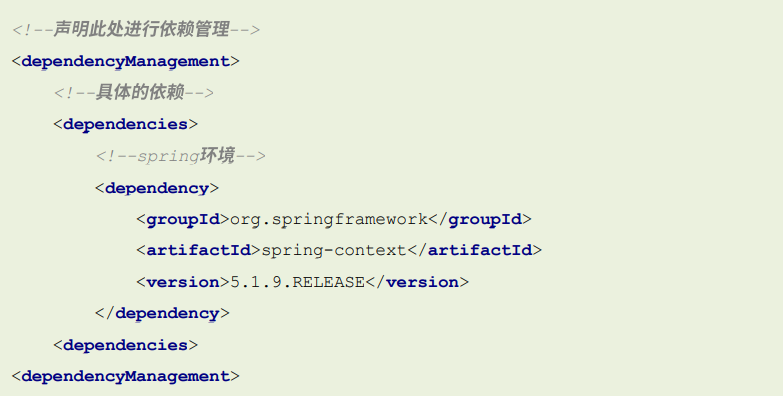 <!--声明此处进行依赖管理-->
<dependencyManagement>
<!--具体的依赖-->
<dependencies>
<!--spring环境-->
<dependency>
<groupId>org.springframework</groupId>
<artifactId>spring-context</artifactId>
<version>5.1.9.RELEASE</version>
</dependency>
<dependencies>
<dependencyManagement>